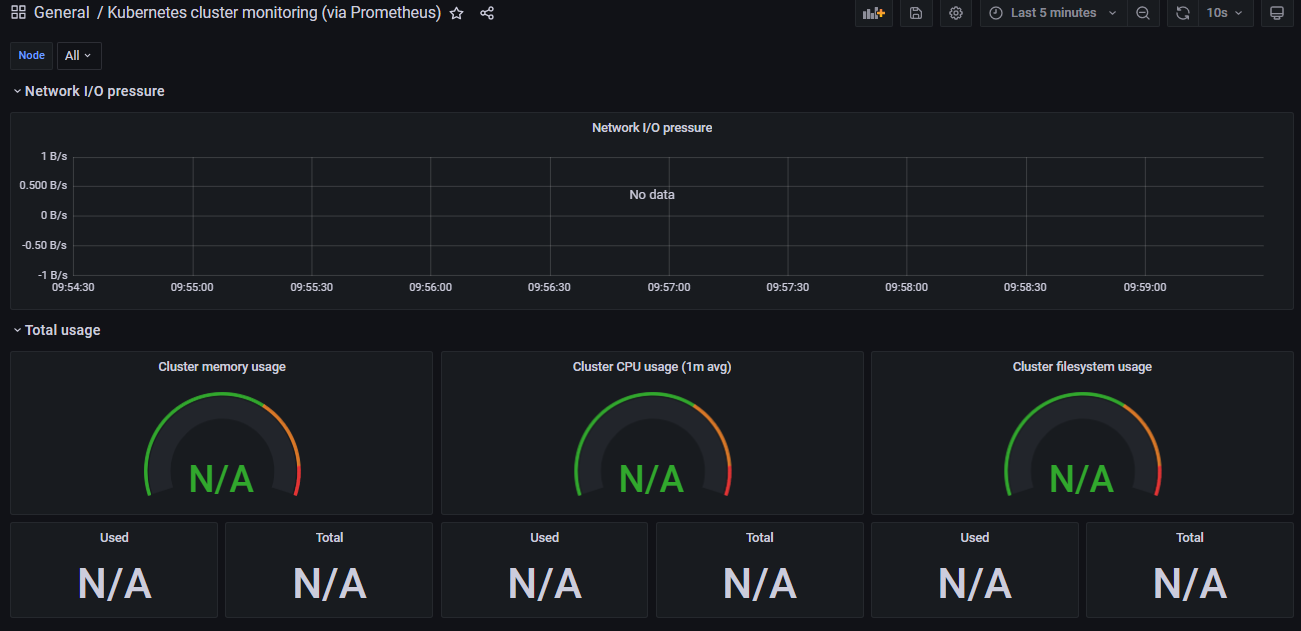 General / Kubernetes cluster monitoring (via Prometheus)
Last 5 minutes
10s
Node
All
Network I/O pressure
Network I/O pressure
1 B/s
0.500 B/s
0 B/s
-0.50 B/s
-1 B/s
No data
09:54:30 09:55:00 09:55:30 09:56:00 09:56:30 09:57:00 09:57:30 09:58:00 09:58:30 09:59:00
Total usage
Cluster memory usage
N/A
Cluster CPU usage (1m avg)
N/A
Cluster filesystem usage
N/A
Used
N/A
Total
N/A
Used
N/A
Total
N/A
Used
N/A
Total
N/A